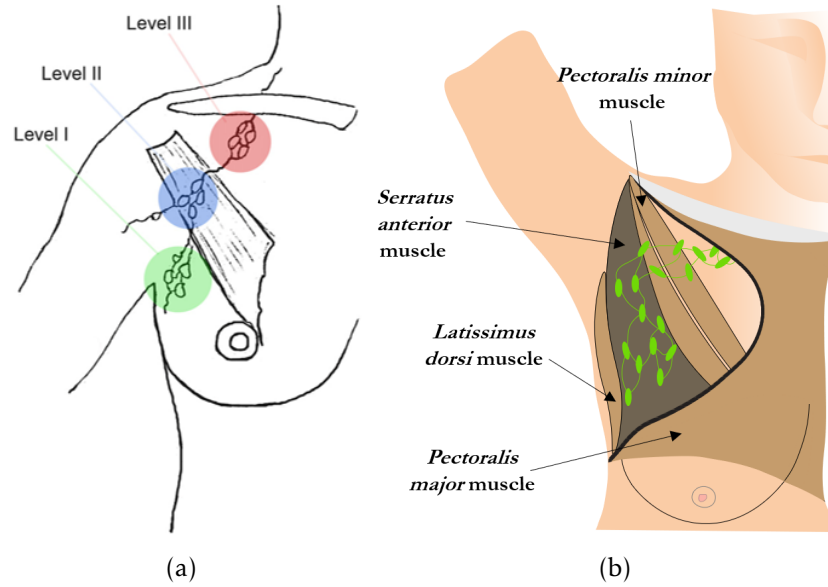 Level III
Level II
Level I
(a)
Pectoralis minor
muscle
Serratus
anterior
muscle
Latissimus
dorsi muscle
Pectoralis
major muscle
(b)